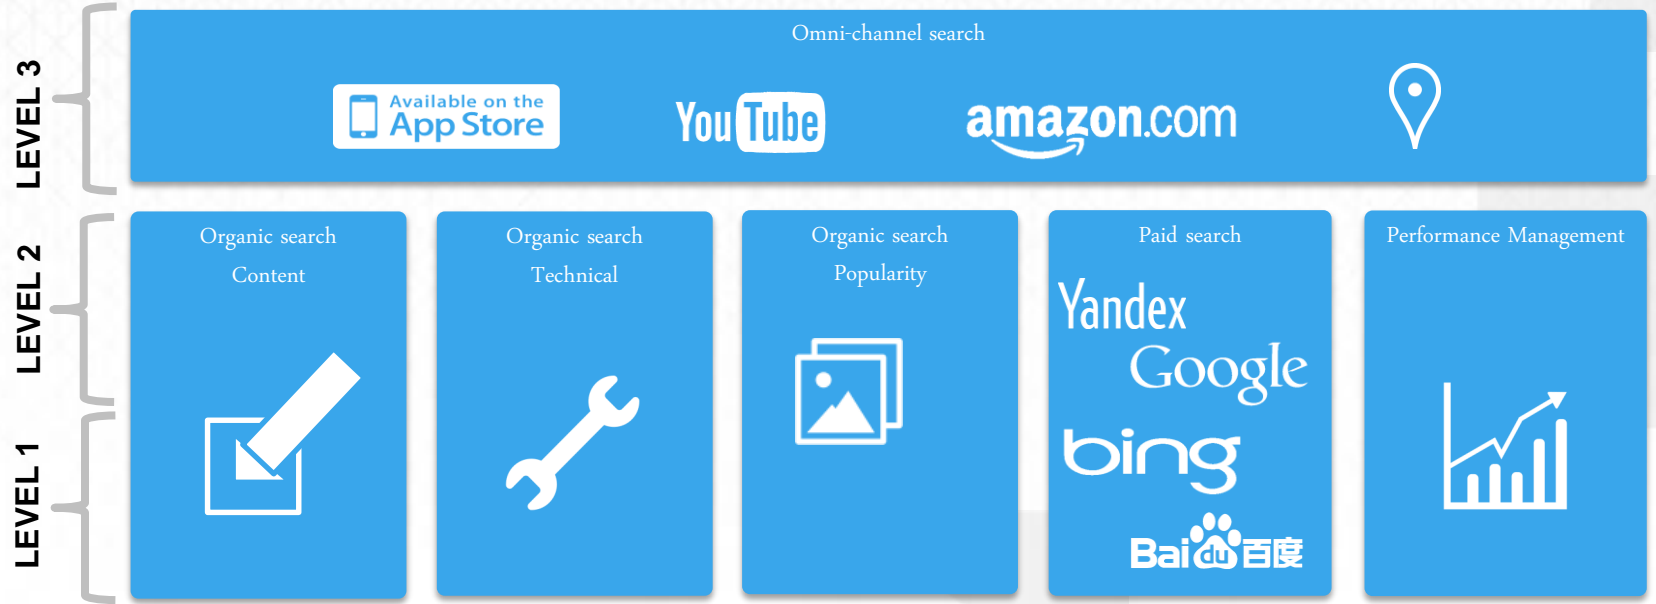 LEVEL 3
Omni-channel search
Available on the
App Store
YouTube
amazon.com
LEVEL 2
LEVEL 1
Organic search
Content
Organic search
Technical
Organic search
Popularity
Paid search
Yandex
Google
bing
Baidu百度
Performance Management